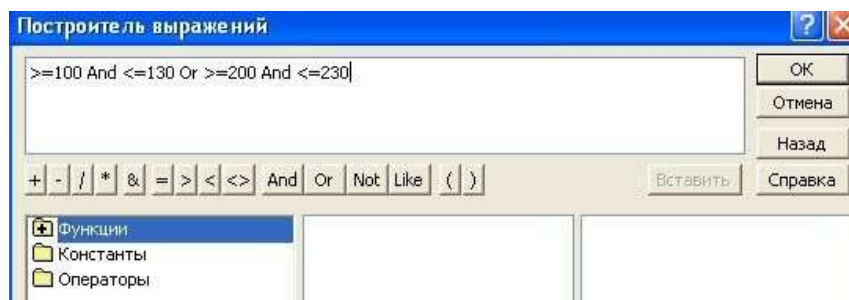 Построитель выражений
>=100 And <=130 Or >=200 And <=230
ОК
Отмена
Назад
+ - / * & = > < <> And Or Not Like ( ) Вставить Справка
Функции
Константы
Операторы